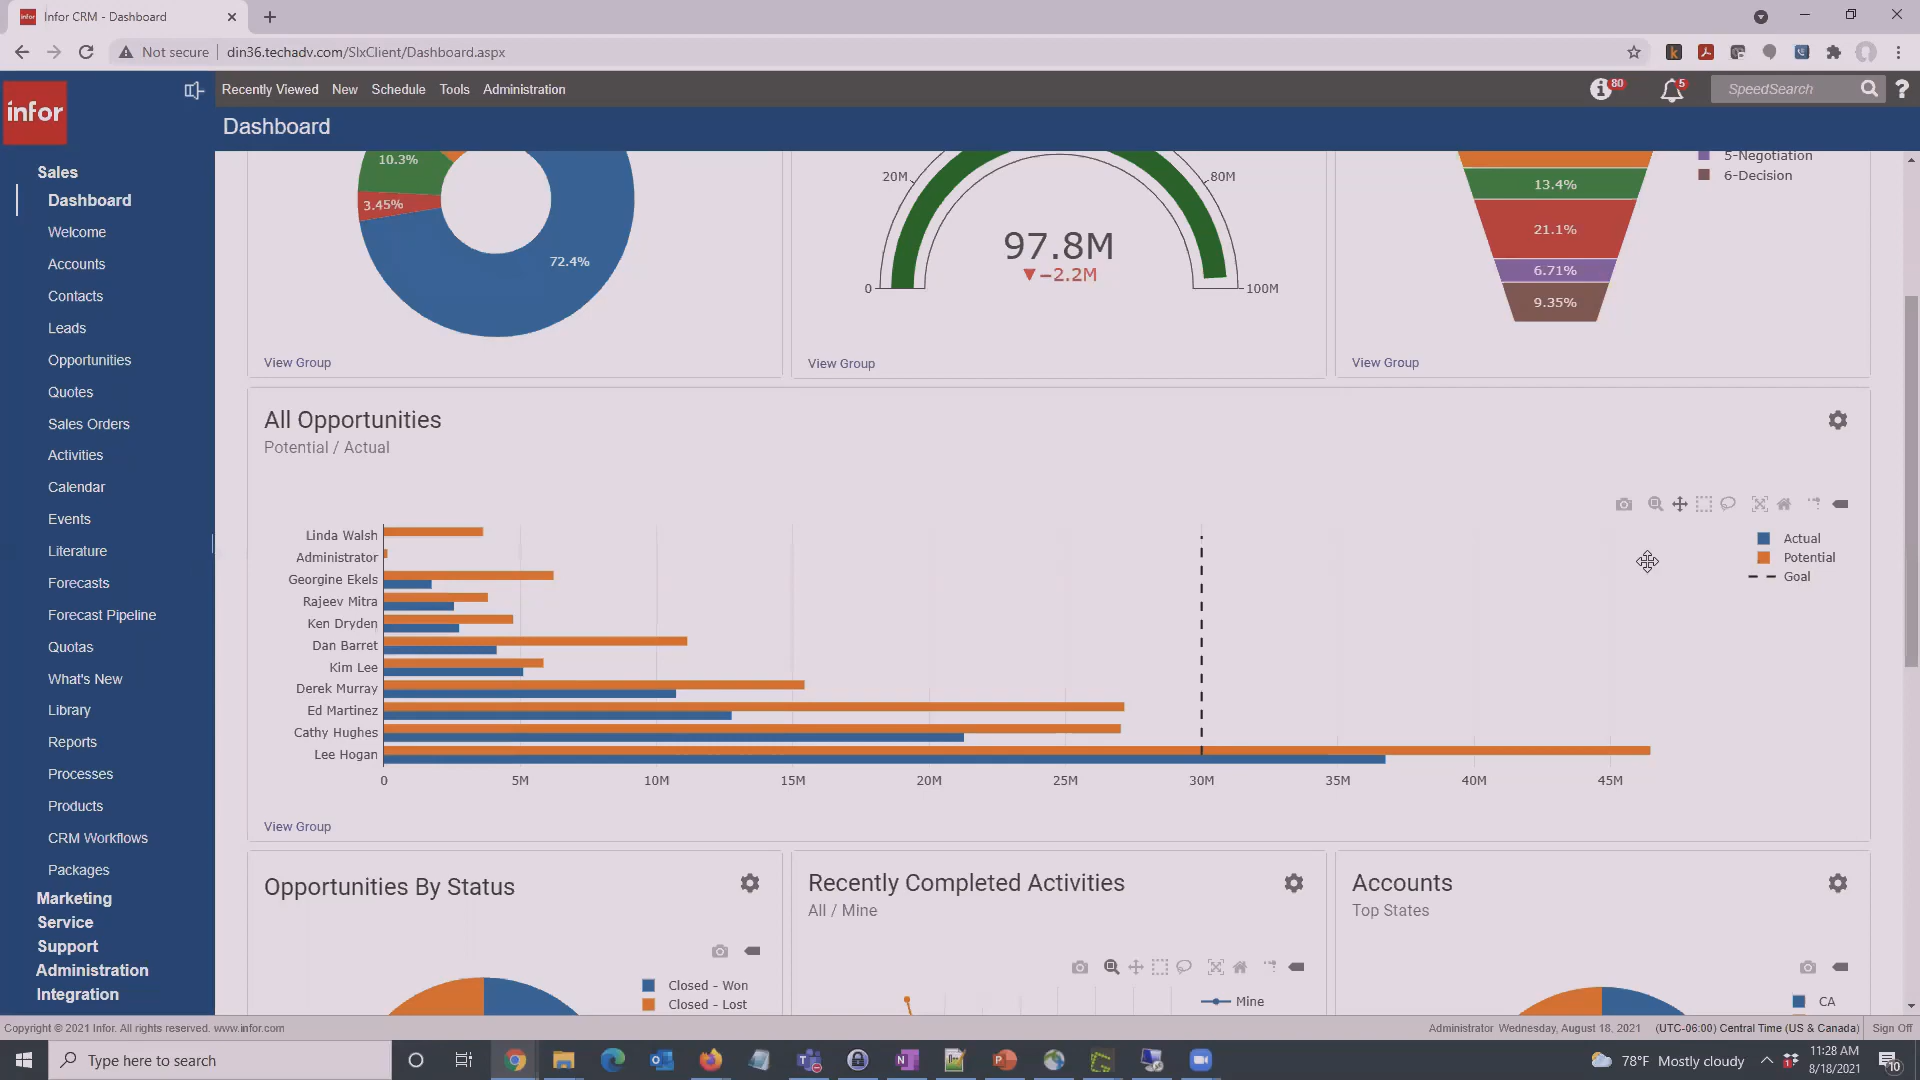 Infor CRM - Dashboard
Not secure
din36.techadv.com/SlxClient/Dashboard.aspx
infor
Recently Viewed New Schedule Tools Administration
80
5
SpeedSearch
?
Dashboard
Sales
Dashboard
Welcome
Accounts
Contacts
Leads
Opportunities
Quotes
Sales Orders
Activities
Calendar
Events
Literature
Forecasts
Forecast Pipeline
Quotas
What's New
Library
Reports
Processes
Products
CRM Workflows
Packages
Marketing
Service
Support
Administration
Integration
10.3%
3.45%
72.4%
View Group
20M
80M
97.8M
▼−2.2M
0
100M
View Group
5-Negotiation
6-Decision
13.4%
21.1%
6.71%
9.35%
View Group
All Opportunities
Potential / Actual
Linda Walsh
Administrator
Georgine Ekels
Rajeev Mitra
Ken Dryden
Dan Barret
Kim Lee
Derek Murray
Ed Martinez
Cathy Hughes
Lee Hogan
0 5M 10M 15M 20M 25M 30M 35M 40M 45M
Actual
Potential
Goal
View Group
Opportunities By Status
Closed - Won
Closed - Lost
Recently Completed Activities
All / Mine
Mine
Accounts
Top States
CA
Copyright © 2021 Infor. All rights reserved. www.infor.com
Administrator Wednesday, August 18, 2021 (UTC-06:00) Central Time (US & Canada) Sign Off
Type here to search
78°F Mostly cloudy
11:28 AM
8/18/2021
10